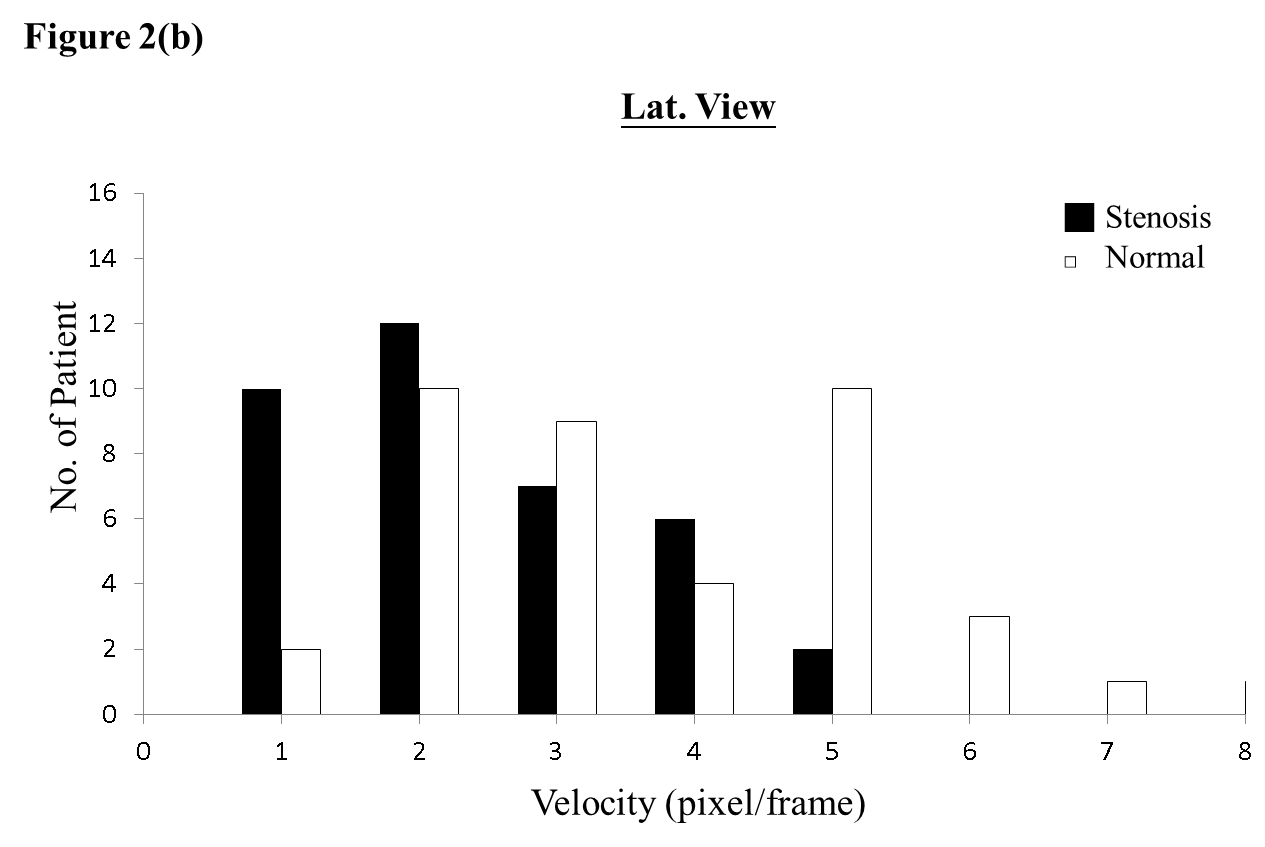 Figure 2(b)
Lat. View
16
14
12
10
8
6
4
2
0
No. of Patient
Stenosis
Normal
0 1 2 3 4 5 6 7 8
Velocity (pixel/frame)